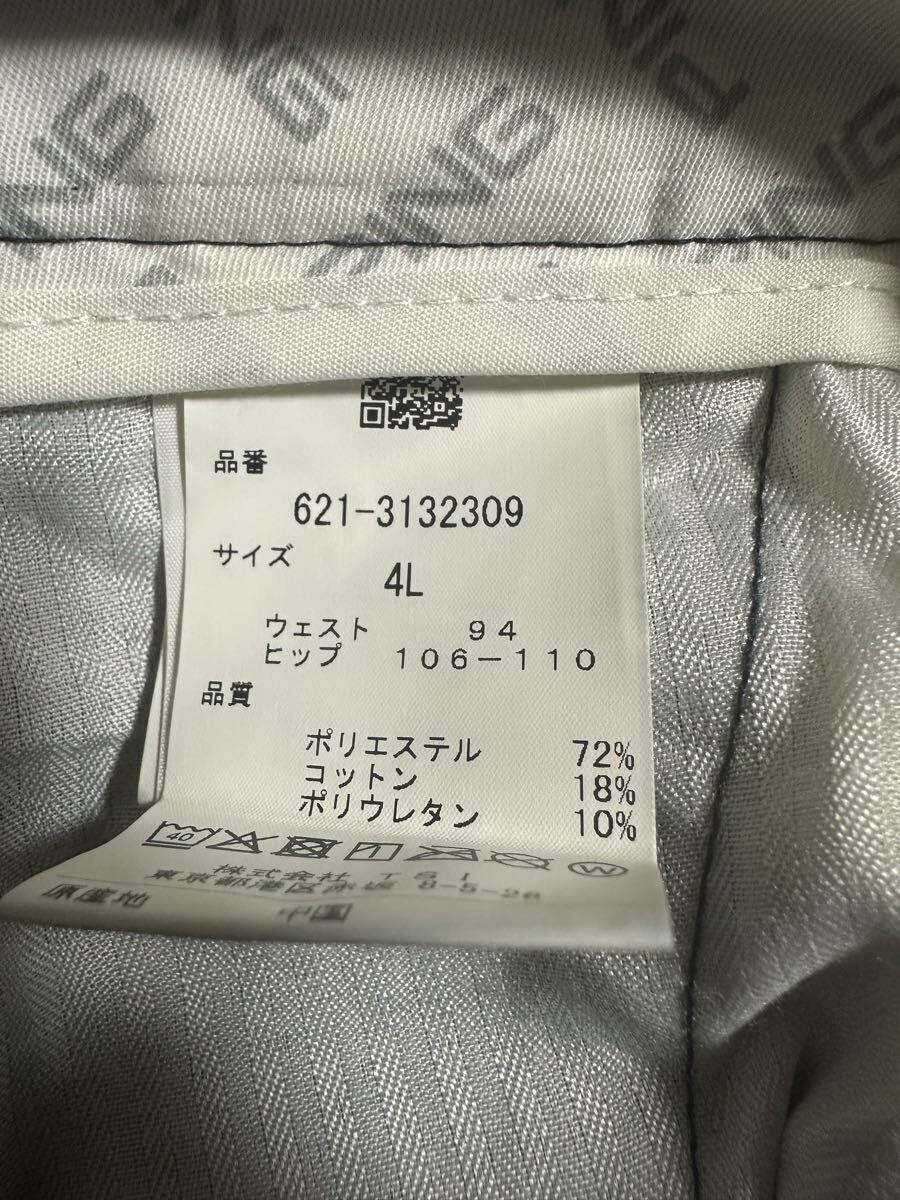 PING
品番
621-3132309
サイズ
4L
ウェスト 94
ヒップ 106-110
品質
ポリエステル 72%
コットン 18%
ポリウレタン 10%
40
W
株式会社 TSI
東京都港区赤坂 8-5-26
原産地 中国